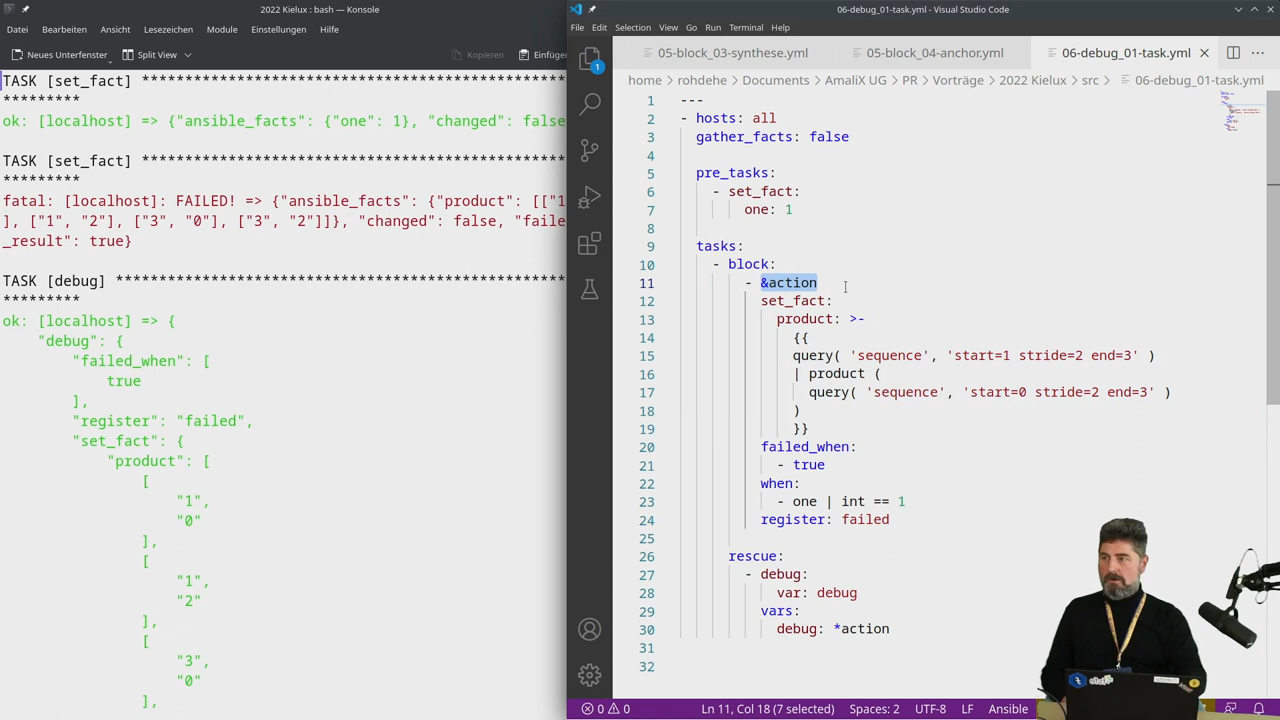 2022 Kielux : bash — Konsole
Datei Bearbeiten Ansicht Lesezeichen Module Einstellungen Hilfe
Neues Unterfenster Split View Kopieren Einfüge
TASK [set_fact] ****************************************************
*********
ok: [localhost] => {"ansible_facts": {"one": 1}, "changed": false
TASK [set_fact] ****************************************************
*********
fatal: [localhost]: FAILED! => {"ansible_facts": {"product": [["1
], ["1", "2"], ["3", "0"], ["3", "2"]]}, "changed": false, "faile
_result": true}
TASK [debug] *******************************************************
*********
ok: [localhost] => {
"debug": {
"failed_when": [
true
],
"register": "failed",
"set_fact": {
"product": [
[
"1",
"0"
],
[
"1",
"2"
],
[
"3",
"0"
],
06-debug_01-task.yml - Visual Studio Code
File Edit Selection View Go Run Terminal Help
05-block_03-synthese.yml 05-block_04-anchor.yml 06-debug_01-task.yml
home > rohdehe > Documents > AmaliX UG > PR > Vorträge > 2022 Kielux > src > 06-debug_01-task.yml
1
1 ---
2 - hosts: all
3 gather_facts: false
4
5 pre_tasks:
6 - set_fact:
7 one: 1
8
9 tasks:
10 - block:
11 - &action
12 set_fact:
13 product: >-
14 {{
15 query( 'sequence', 'start=1 stride=2 end=3' )
16 | product (
17 query( 'sequence', 'start=0 stride=2 end=3' )
18 )
19 }}
20 failed_when:
21 - true
22 when:
23 - one | int == 1
24 register: failed
25
26 rescue:
27 - debug:
28 var: debug
29 vars:
30 debug: *action
31
32
0 0 Ln 11, Col 18 (7 selected) Spaces: 2 UTF-8 LF Ansible